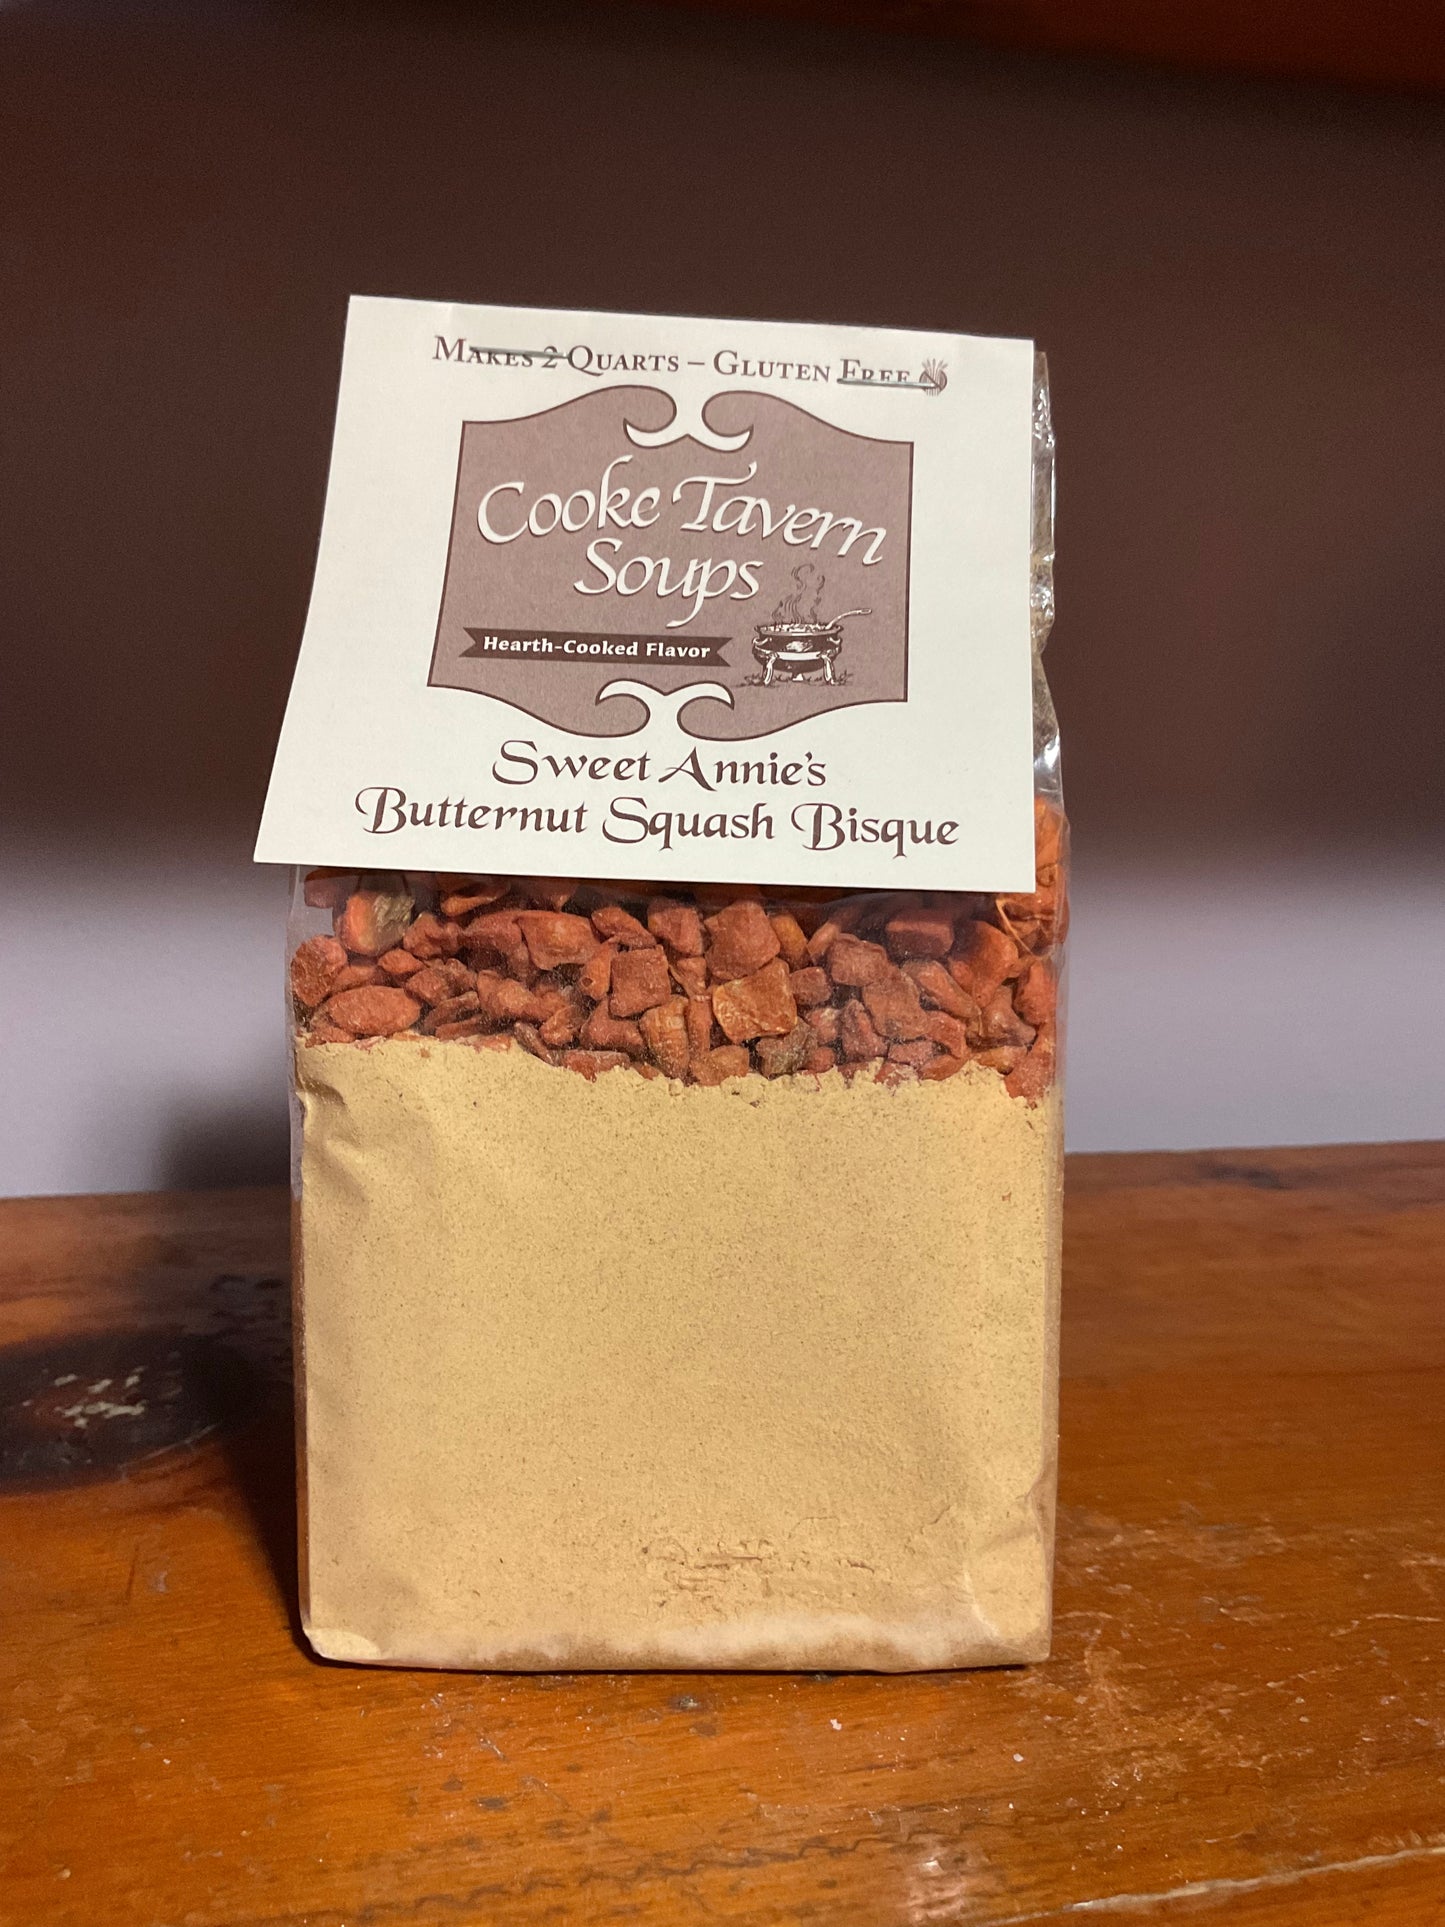 Makes 2 Quarts – Gluten Free
Cooke Tavern
Soups
Hearth-Cooked Flavor
Sweet Annie's
Butternut Squash Bisque